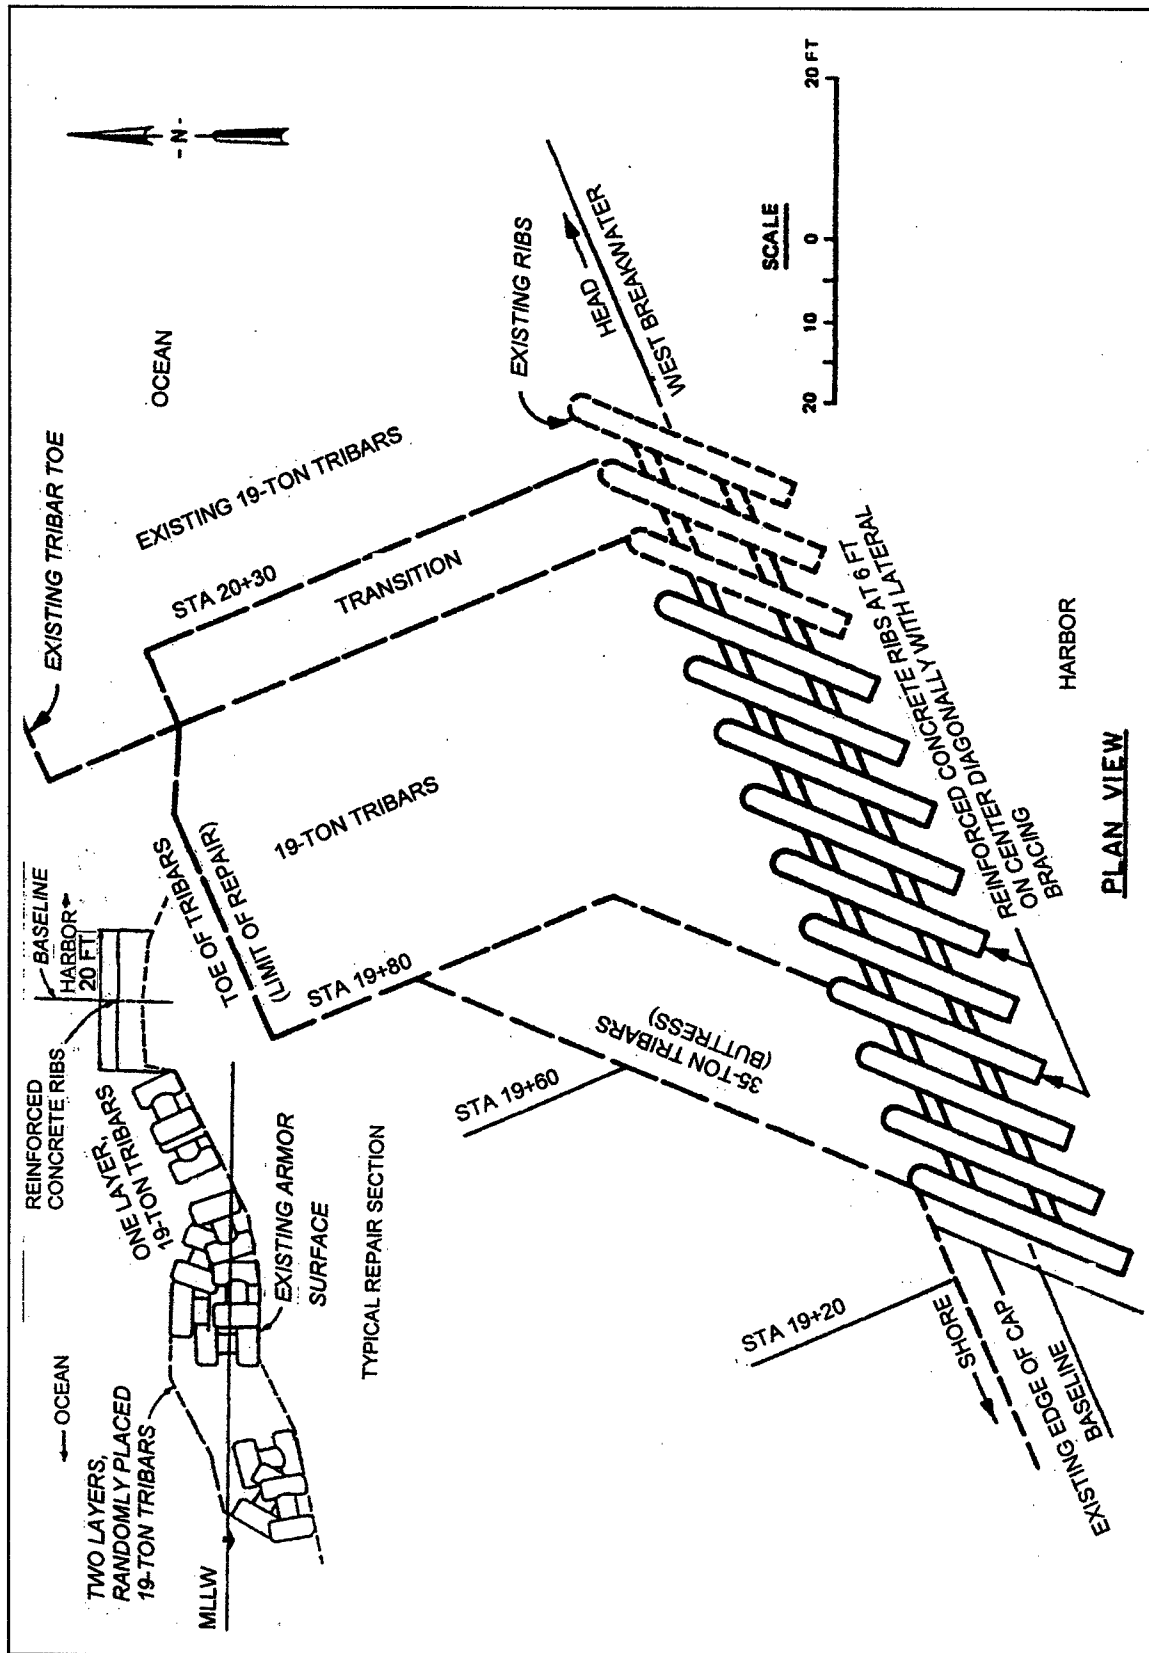 TWO LAYERS,
RANDOMLY PLACED
19-TON TRIBARS
← OCEAN
MLLW
REINFORCED
CONCRETE RIBS
ONE LAYER,
19-TON TRIBARS
BASELINE
HARBOR
20 FT
EXISTING ARMOR
SURFACE
TYPICAL REPAIR SECTION
EXISTING TRIBAR TOE
OCEAN
- N -
TOE OF TRIBARS
(LIMIT OF REPAIR)
STA 20+30
EXISTING 19-TON TRIBARS
TRANSITION
19-TON TRIBARS
STA 19+80
35-TON TRIBARS
(BUTTRESS)
STA 19+60
STA 19+20
EXISTING RIBS
HEAD
WEST BREAKWATER
SHORE
EXISTING EDGE OF CAP
BASELINE
REINFORCED CONCRETE RIBS AT 6 FT
ON CENTER DIAGONALLY WITH LATERAL
BRACING
HARBOR
SCALE
20 10 0 20 FT
PLAN VIEW